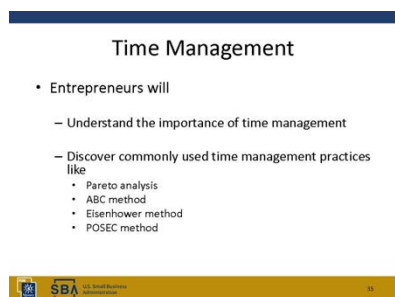 Time Management
• Entrepreneurs will
– Understand the importance of time management
– Discover commonly used time management practices
like
• Pareto analysis
• ABC method
• Eisenhower method
• POSEC method
SBA U.S. Small Business
Administration
35